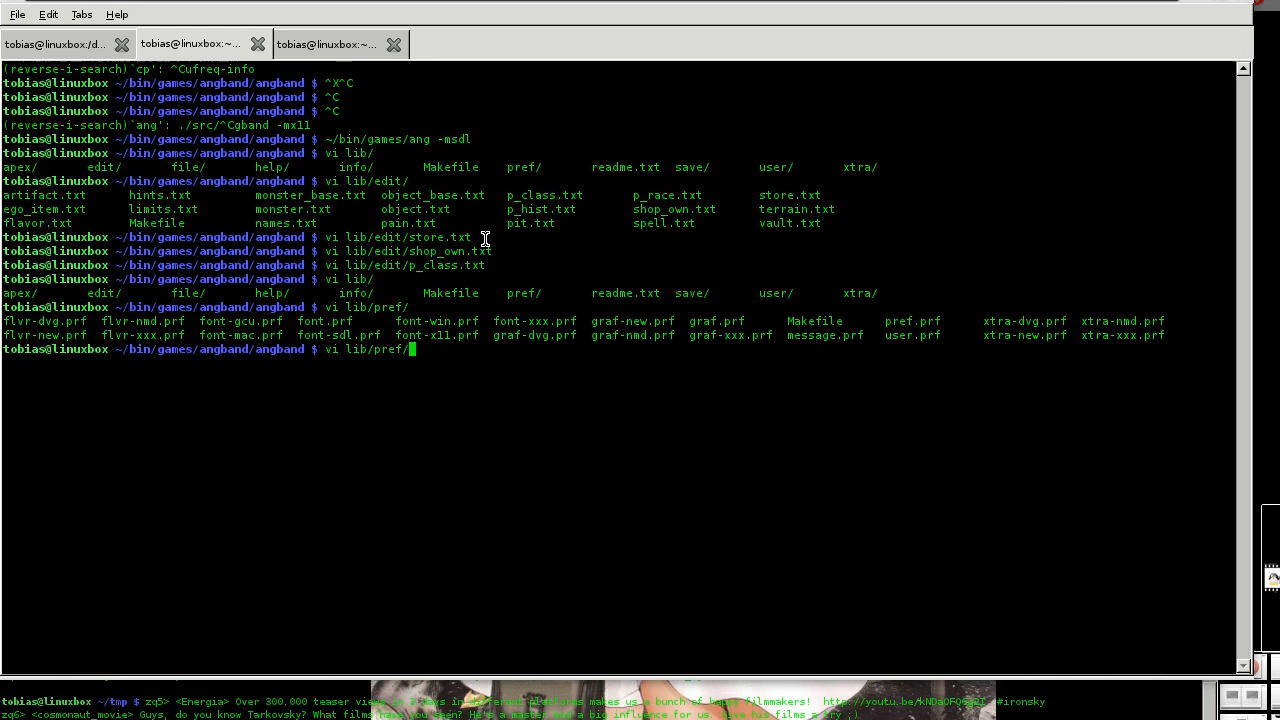 File Edit Tabs Help
tobias@linuxbox:/d... tobias@linuxbox:~... tobias@linuxbox:~...
(reverse-i-search)`cp': ^Cufreq-info
tobias@linuxbox ~/bin/games/angband/angband $ ^X^C
tobias@linuxbox ~/bin/games/angband/angband $ ^C
tobias@linuxbox ~/bin/games/angband/angband $ ^C
(reverse-i-search)`ang': ./src/^Cgband -mx11
tobias@linuxbox ~/bin/games/angband/angband $ ~/bin/games/ang -msdl
tobias@linuxbox ~/bin/games/angband/angband $ vi lib/
apex/ edit/ file/ help/ info/ Makefile pref/ readme.txt save/ user/ xtra/
tobias@linuxbox ~/bin/games/angband/angband $ vi lib/edit/
artifact.txt hints.txt monster_base.txt object_base.txt p_class.txt p_race.txt store.txt
ego_item.txt limits.txt monster.txt object.txt p_hist.txt shop_own.txt terrain.txt
flavor.txt Makefile names.txt pain.txt pit.txt spell.txt vault.txt
tobias@linuxbox ~/bin/games/angband/angband $ vi lib/edit/store.txt
tobias@linuxbox ~/bin/games/angband/angband $ vi lib/edit/shop_own.txt
tobias@linuxbox ~/bin/games/angband/angband $ vi lib/edit/p_class.txt
tobias@linuxbox ~/bin/games/angband/angband $ vi lib/
apex/ edit/ file/ help/ info/ Makefile pref/ readme.txt save/ user/ xtra/
tobias@linuxbox ~/bin/games/angband/angband $ vi lib/pref/
flvr-dvg.prf flvr-nmd.prf font-gcu.prf font.prf font-win.prf font-xxx.prf graf-new.prf graf.prf Makefile pref.prf xtra-dvg.prf xtra-nmd.prf
flvr-new.prf flvr-xxx.prf font-mac.prf font-sdl.prf font-x11.prf graf-dvg.prf graf-nmd.prf graf-xxx.prf message.prf user.prf xtra-new.prf xtra-xxx.prf
tobias@linuxbox ~/bin/games/angband/angband $ vi lib/pref/
tobias@linuxbox ~/tmp $ zq5> <Energia> Over 300.000 teaser views in 3 days in different platforms makes us a bunch of happy filmmakers! #ironsky
zq6> <cosmonaut_movie> Guys, do you know Tarkovsky? What films have you seen? He's a master a big influence for us. his films try ;)